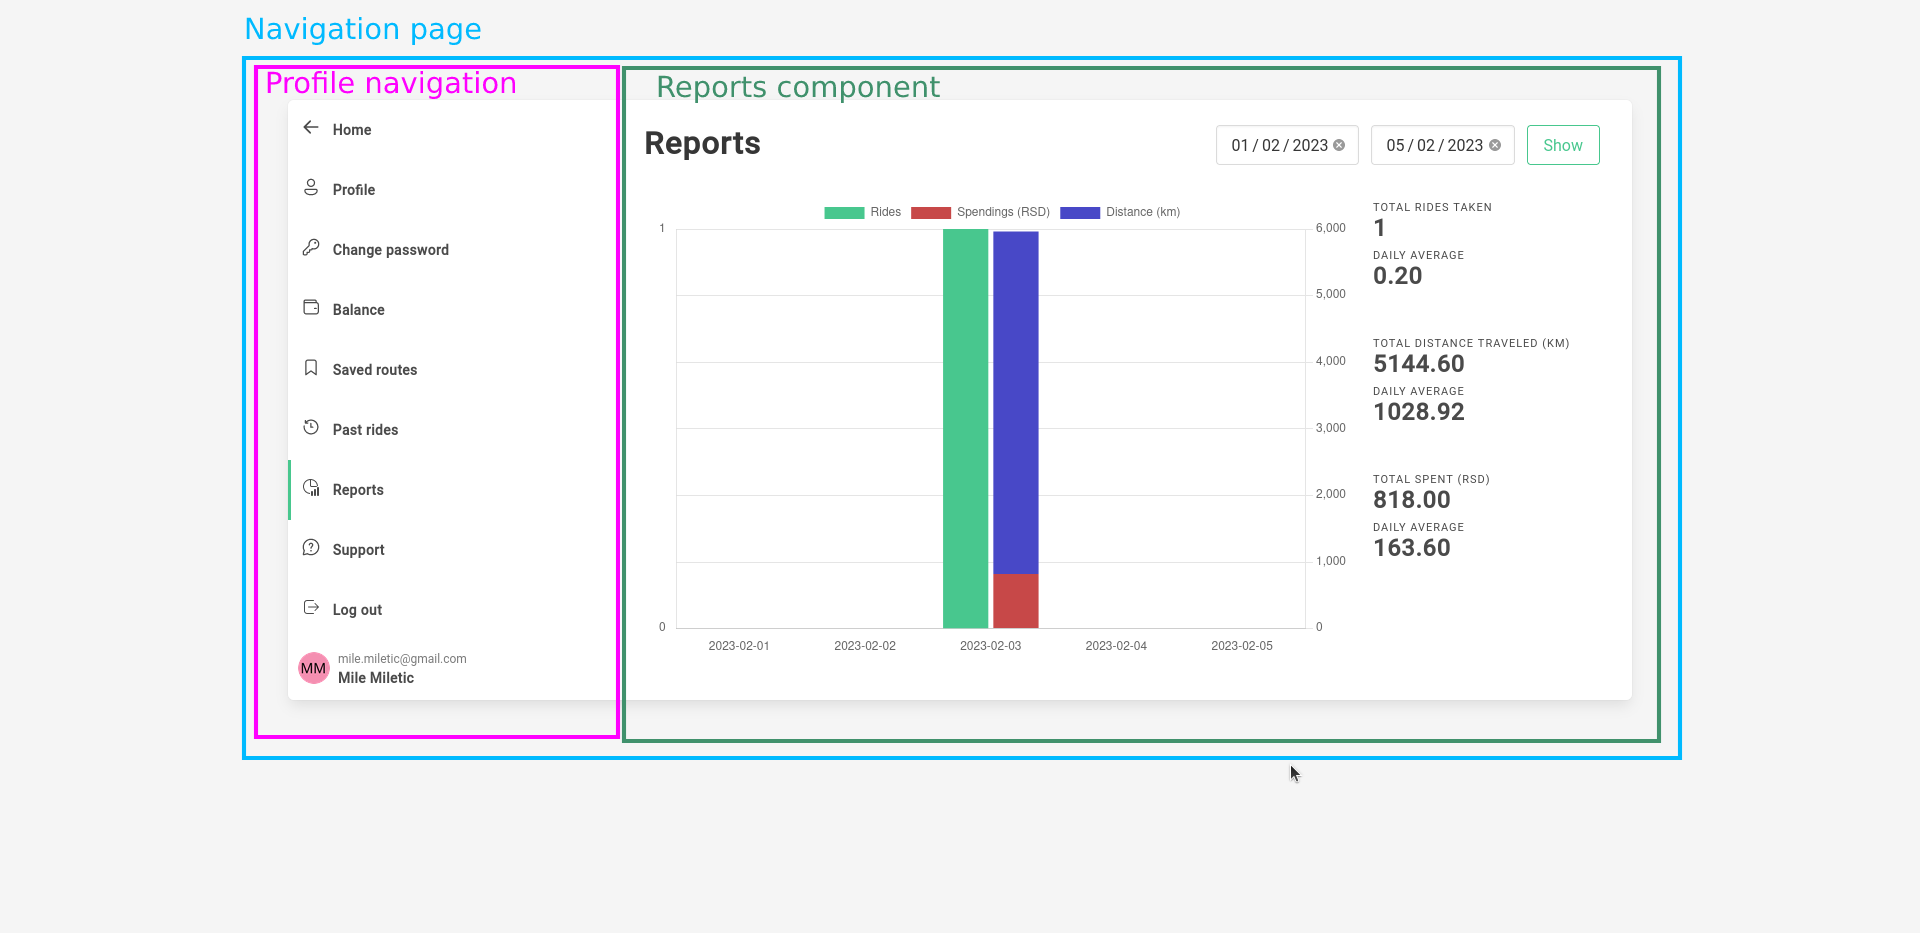 Navigation page
Profile navigation
Home
Profile
Change password
Balance
Saved routes
Past rides
Reports
Support
Log out
MM
mile.miletic@gmail.com
Mile Miletic
Reports component
Reports
01/02/2023
05/02/2023
Show
Rides
Spendings (RSD)
Distance (km)
1
0
6,000
5,000
4,000
3,000
2,000
1,000
0
2023-02-01
2023-02-02
2023-02-03
2023-02-04
2023-02-05
TOTAL RIDES TAKEN
1
DAILY AVERAGE
0.20
TOTAL DISTANCE TRAVELED (KM)
5144.60
DAILY AVERAGE
1028.92
TOTAL SPENT (RSD)
818.00
DAILY AVERAGE
163.60